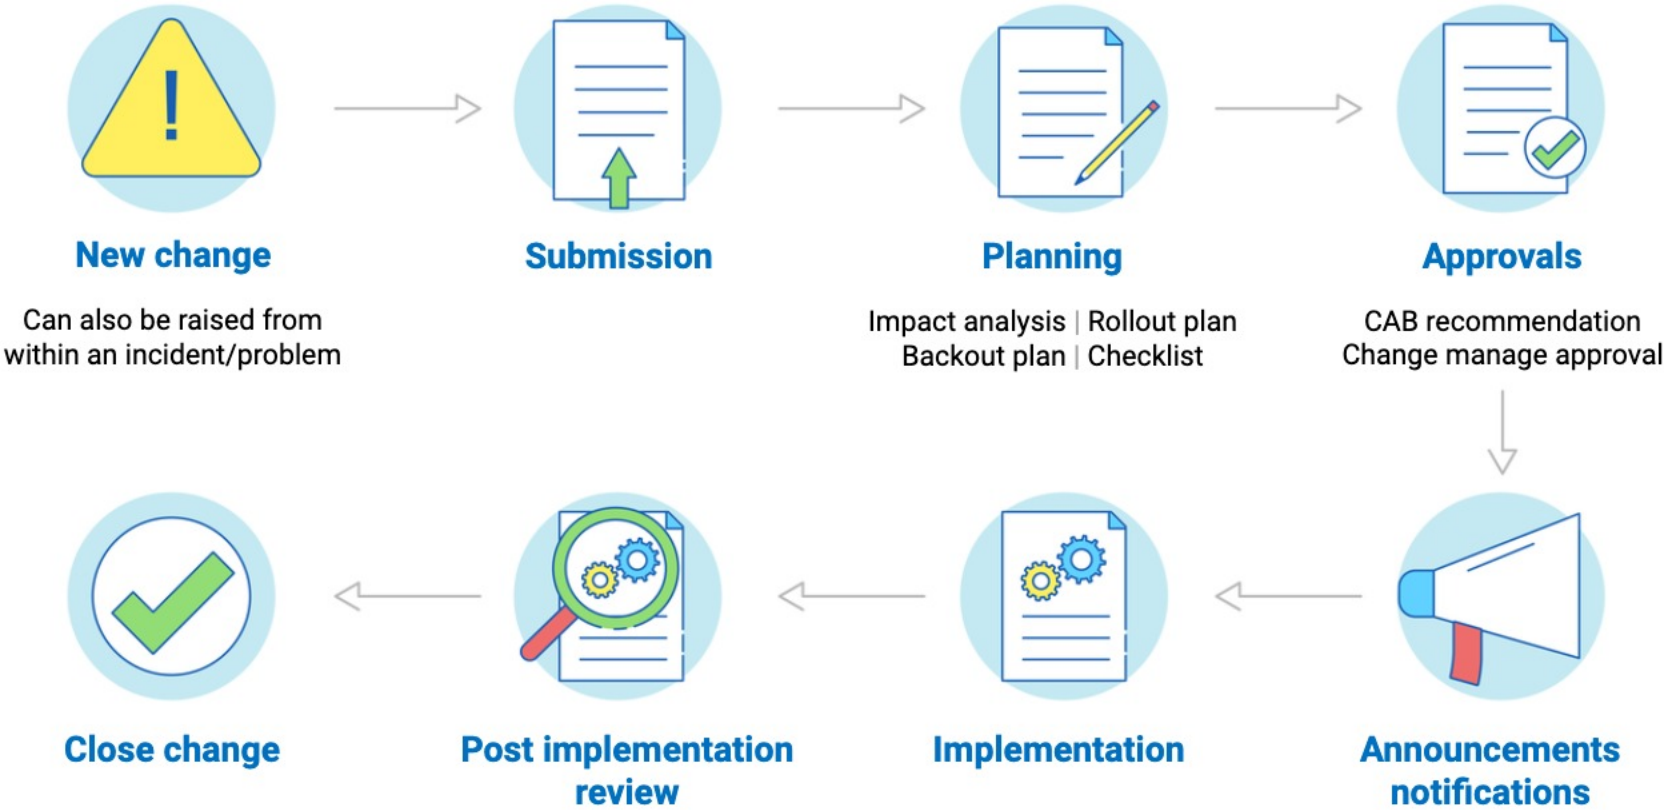 New change
Can also be raised from
within an incident/problem
Submission
Planning
Impact analysis | Rollout plan
Backout plan | Checklist
Approvals
CAB recommendation
Change manage approval
Announcements
notifications
Implementation
Post implementation
review
Close change